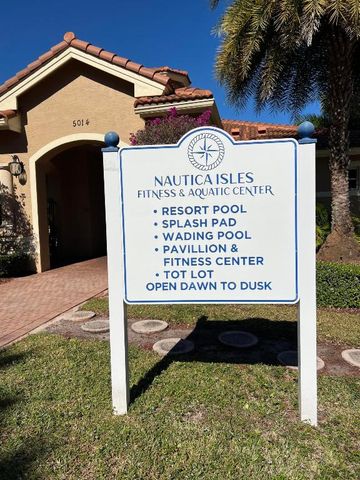 5014
NAUTICA ISLES
FITNESS & AQUATIC CENTER
• RESORT POOL
• SPLASH PAD
• WADING POOL
• PAVILLION &
FITNESS CENTER
• TOT LOT
OPEN DAWN TO DUSK